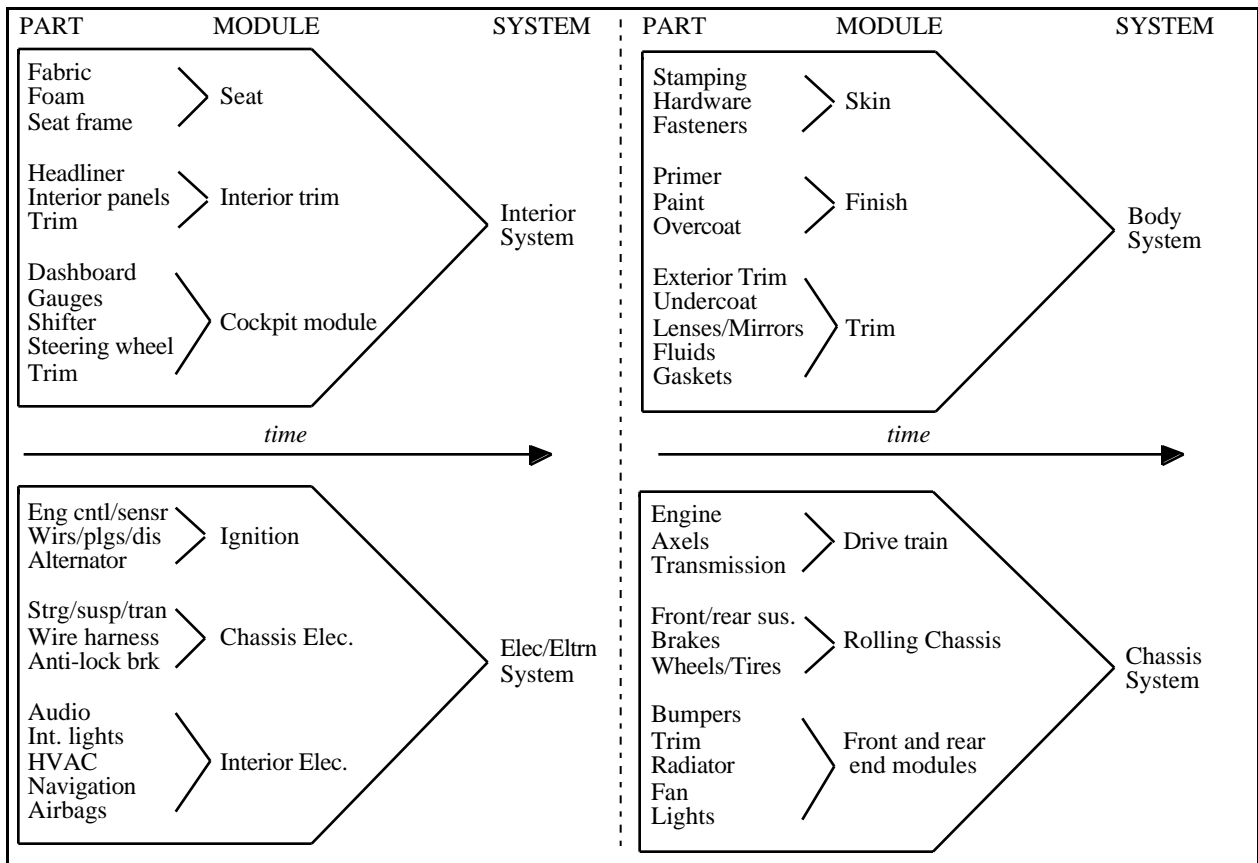 PART MODULE SYSTEM
Fabric
Foam
Seat frame
Seat
Headliner
Interior panels
Trim
Interior trim
Dashboard
Gauges
Shifter
Steering wheel
Trim
Cockpit module
Interior
System
time
PART MODULE SYSTEM
Stamping
Hardware
Fasteners
Skin
Primer
Paint
Overcoat
Finish
Exterior Trim
Undercoat
Lenses/Mirrors
Fluids
Gaskets
Trim
Body
System
time
Eng cntl/sensr
Wirs/plgs/dis
Alternator
Ignition
Strg/susp/tran
Wire harness
Anti-lock brk
Chassis Elec.
Audio
Int. lights
HVAC
Navigation
Airbags
Interior Elec.
Elec/Eltrn
System
Engine
Axels
Transmission
Drive train
Front/rear sus.
Brakes
Wheels/Tires
Rolling Chassis
Bumpers
Trim
Radiator
Fan
Lights
Front and rear
end modules
Chassis
System